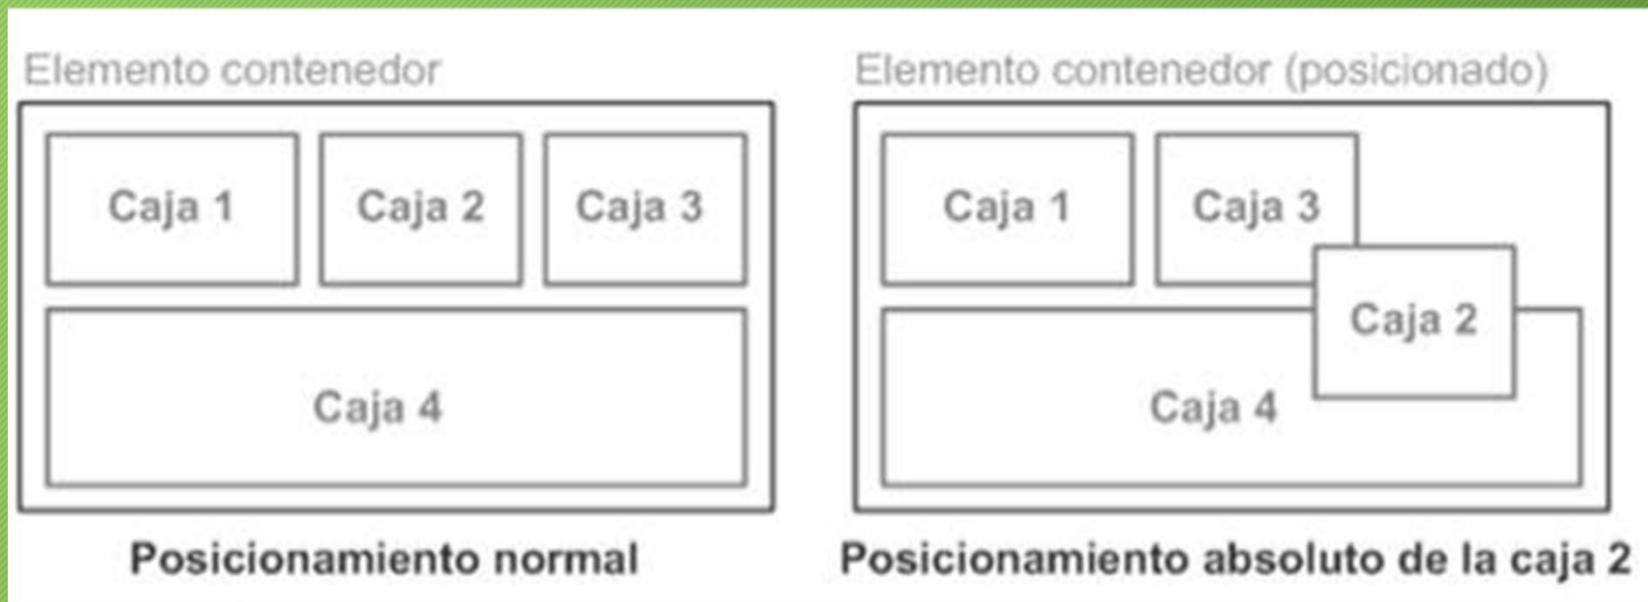 Elemento contenedor
Caja 1
Caja 2
Caja 3
Caja 4
Posicionamiento normal
Elemento contenedor (posicionado)
Caja 1
Caja 3
Caja 2
Caja 4
Posicionamiento absoluto de la caja 2